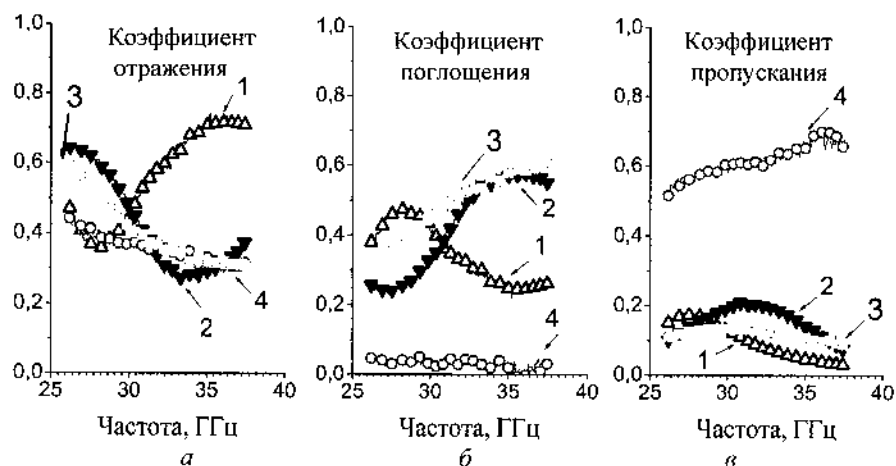 Коэффициент
отражения
1,0
0,8
0,6
0,4
0,2
0,0
3
1
2
4
25 30 35 40
Частота, ГГц
а
Коэффициент
поглощения
1,0
0,8
0,6
0,4
0,2
0,0
3
2
1
4
25 30 35 40
Частота, ГГц
б
Коэффициент
пропускания
1,0
0,8
0,6
0,4
0,2
0,0
4
2
3
1
25 30 35 40
Частота, ГГц
в